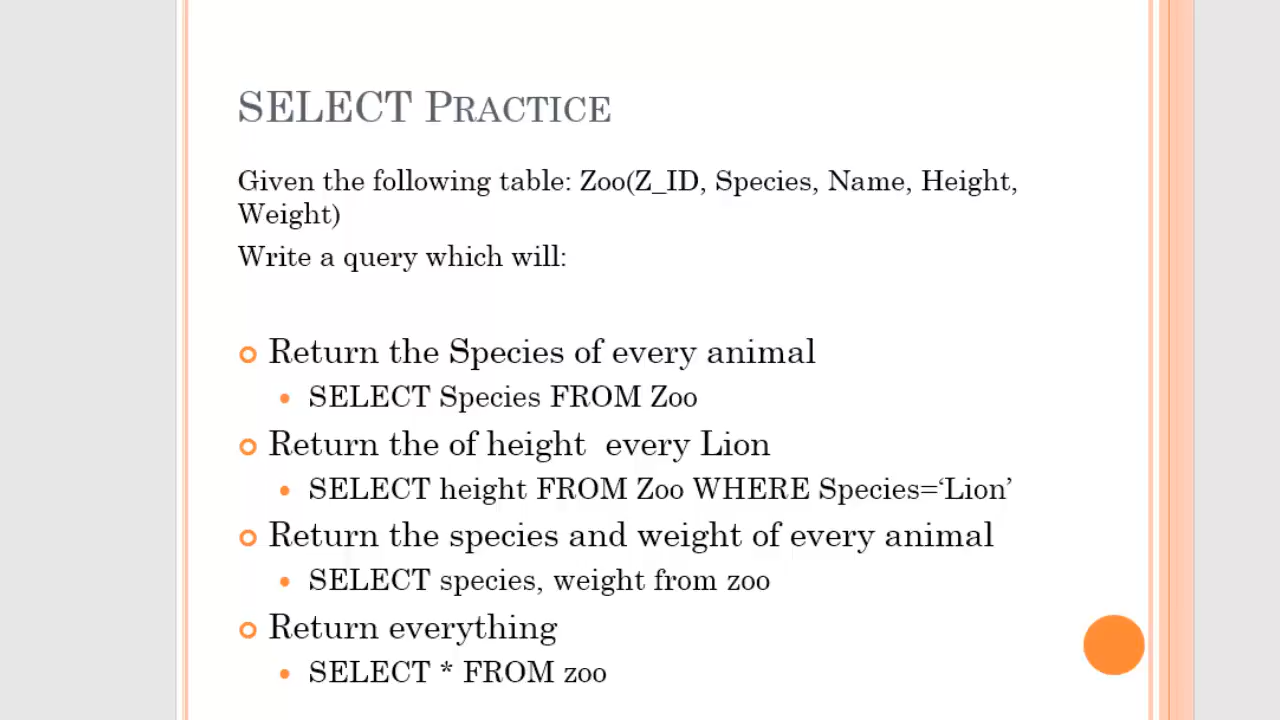 SELECT PRACTICE
Given the following table: Zoo(Z_ID, Species, Name, Height,
Weight)
Write a query which will:
Return the Species of every animal
SELECT Species FROM Zoo
Return the of height  every Lion
SELECT height FROM Zoo WHERE Species=‘Lion’
Return the species and weight of every animal
SELECT species, weight from zoo
Return everything
SELECT * FROM zoo